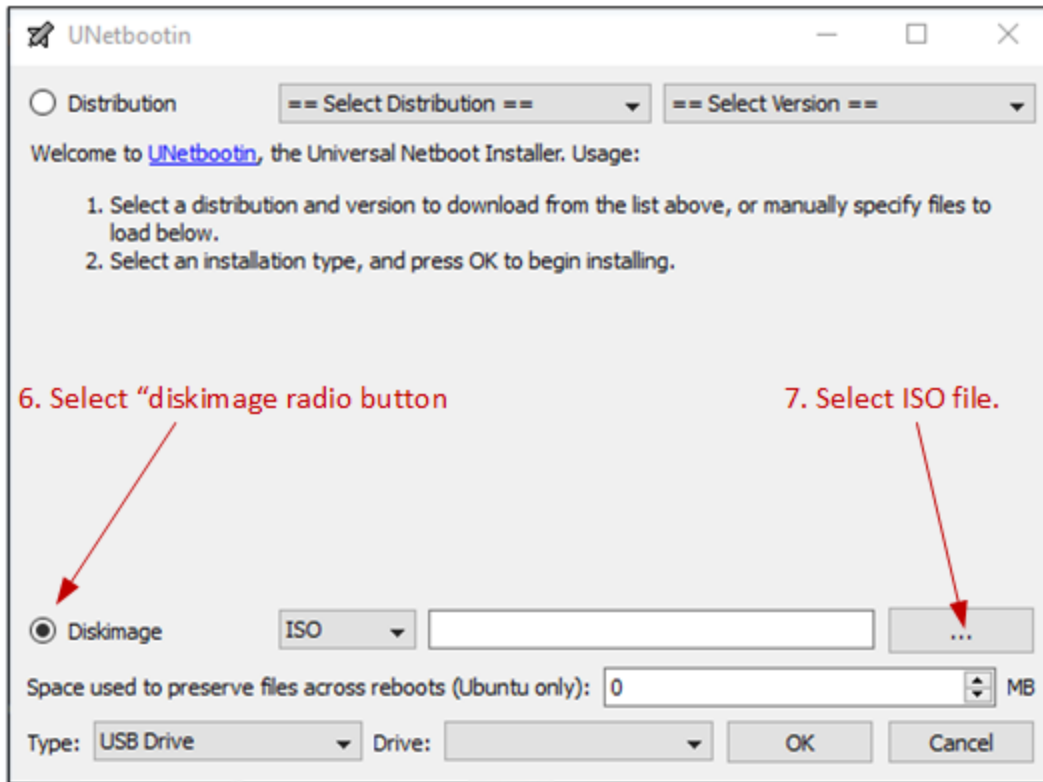 UNetbootin
Distribution
== Select Distribution ==
== Select Version ==
Welcome to UNetbootin, the Universal Netboot Installer. Usage:
1. Select a distribution and version to download from the list above, or manually specify files to
load below.
2. Select an installation type, and press OK to begin installing.
6. Select “diskimage radio button
7. Select ISO file.
Diskimage
ISO
...
Space used to preserve files across reboots (Ubuntu only):
0
MB
Type:
USB Drive
Drive:
OK
Cancel